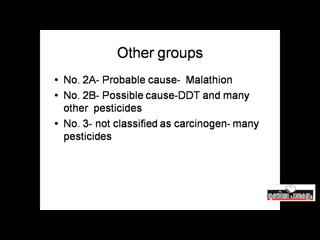 Other groups
• No. 2A- Probable cause- Malathion
• No. 2B- Possible cause-DDT and many
other pesticides
• No. 3- not classified as carcinogen- many
pesticides